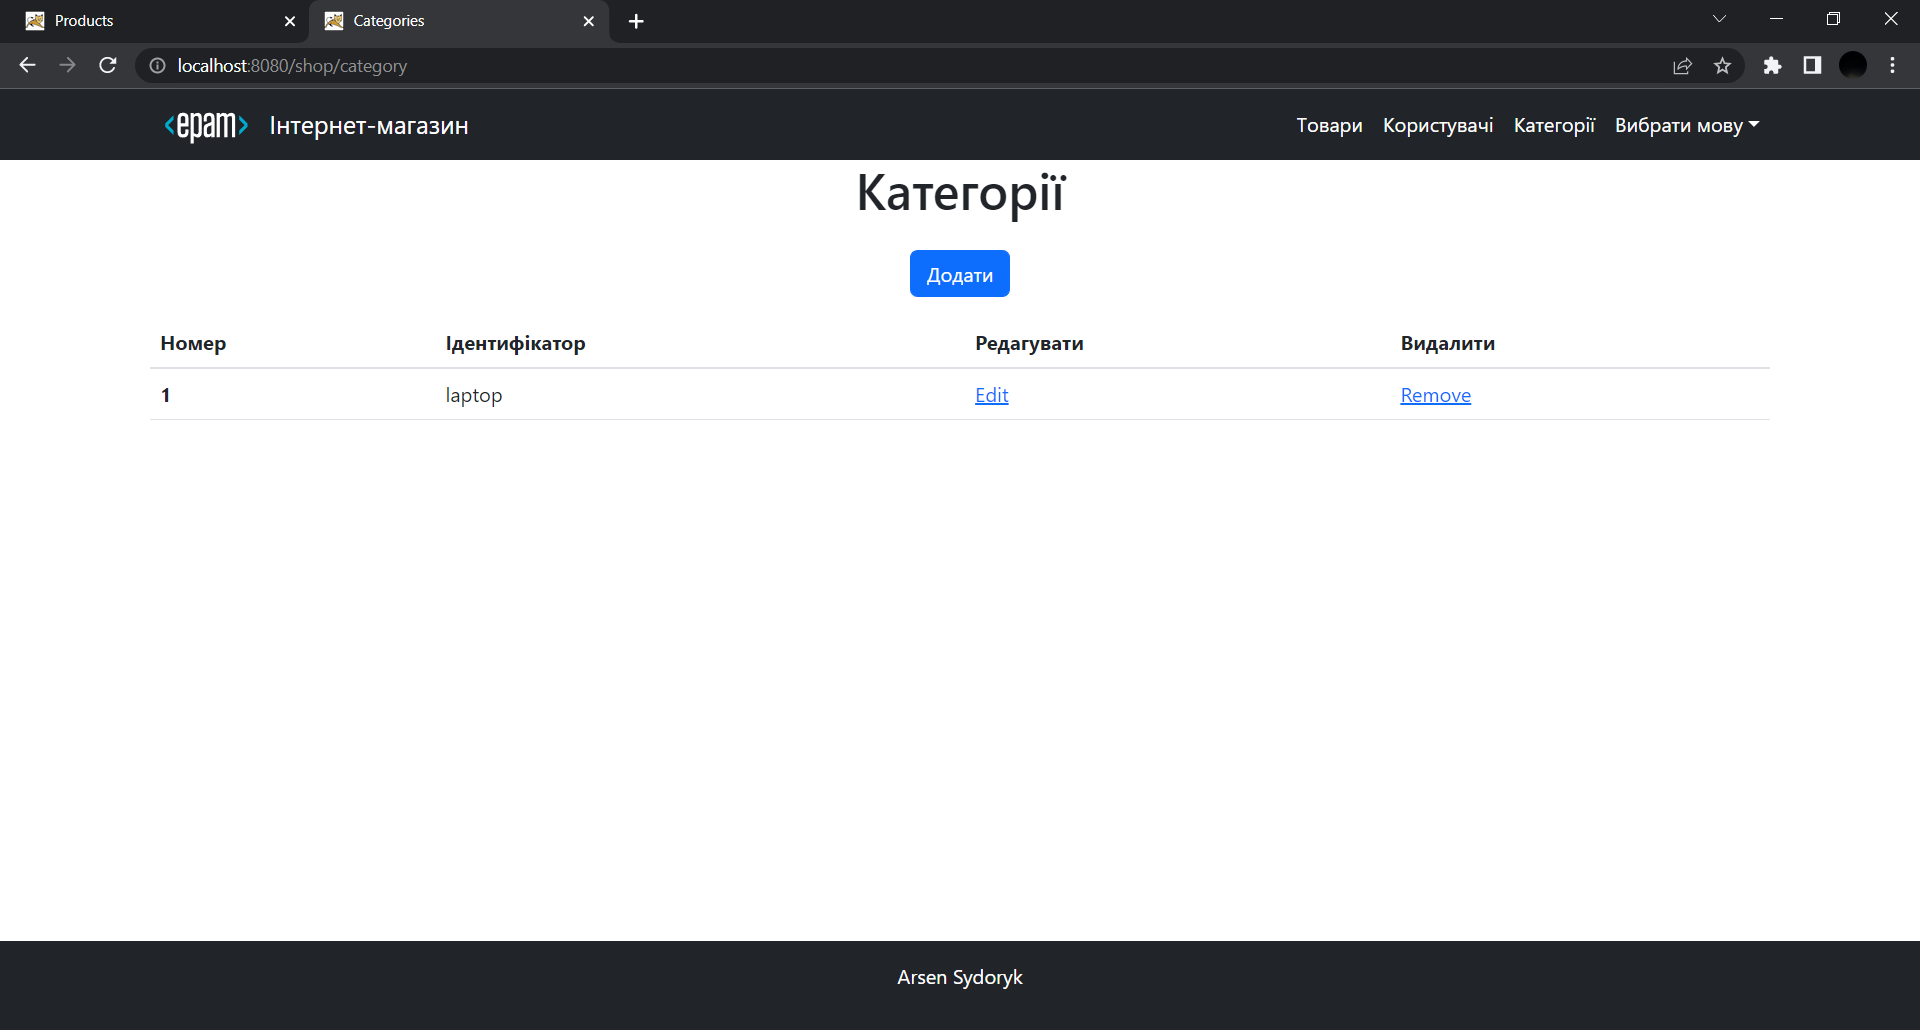 Products
Categories
localhost:8080/shop/category
<epam> Інтернет-магазин
Товари Користувачі Категорії Вибрати мову
Категорії
Додати
Номер Ідентифікатор Редагувати Видалити
1 laptop Edit Remove
Arsen Sydoryk